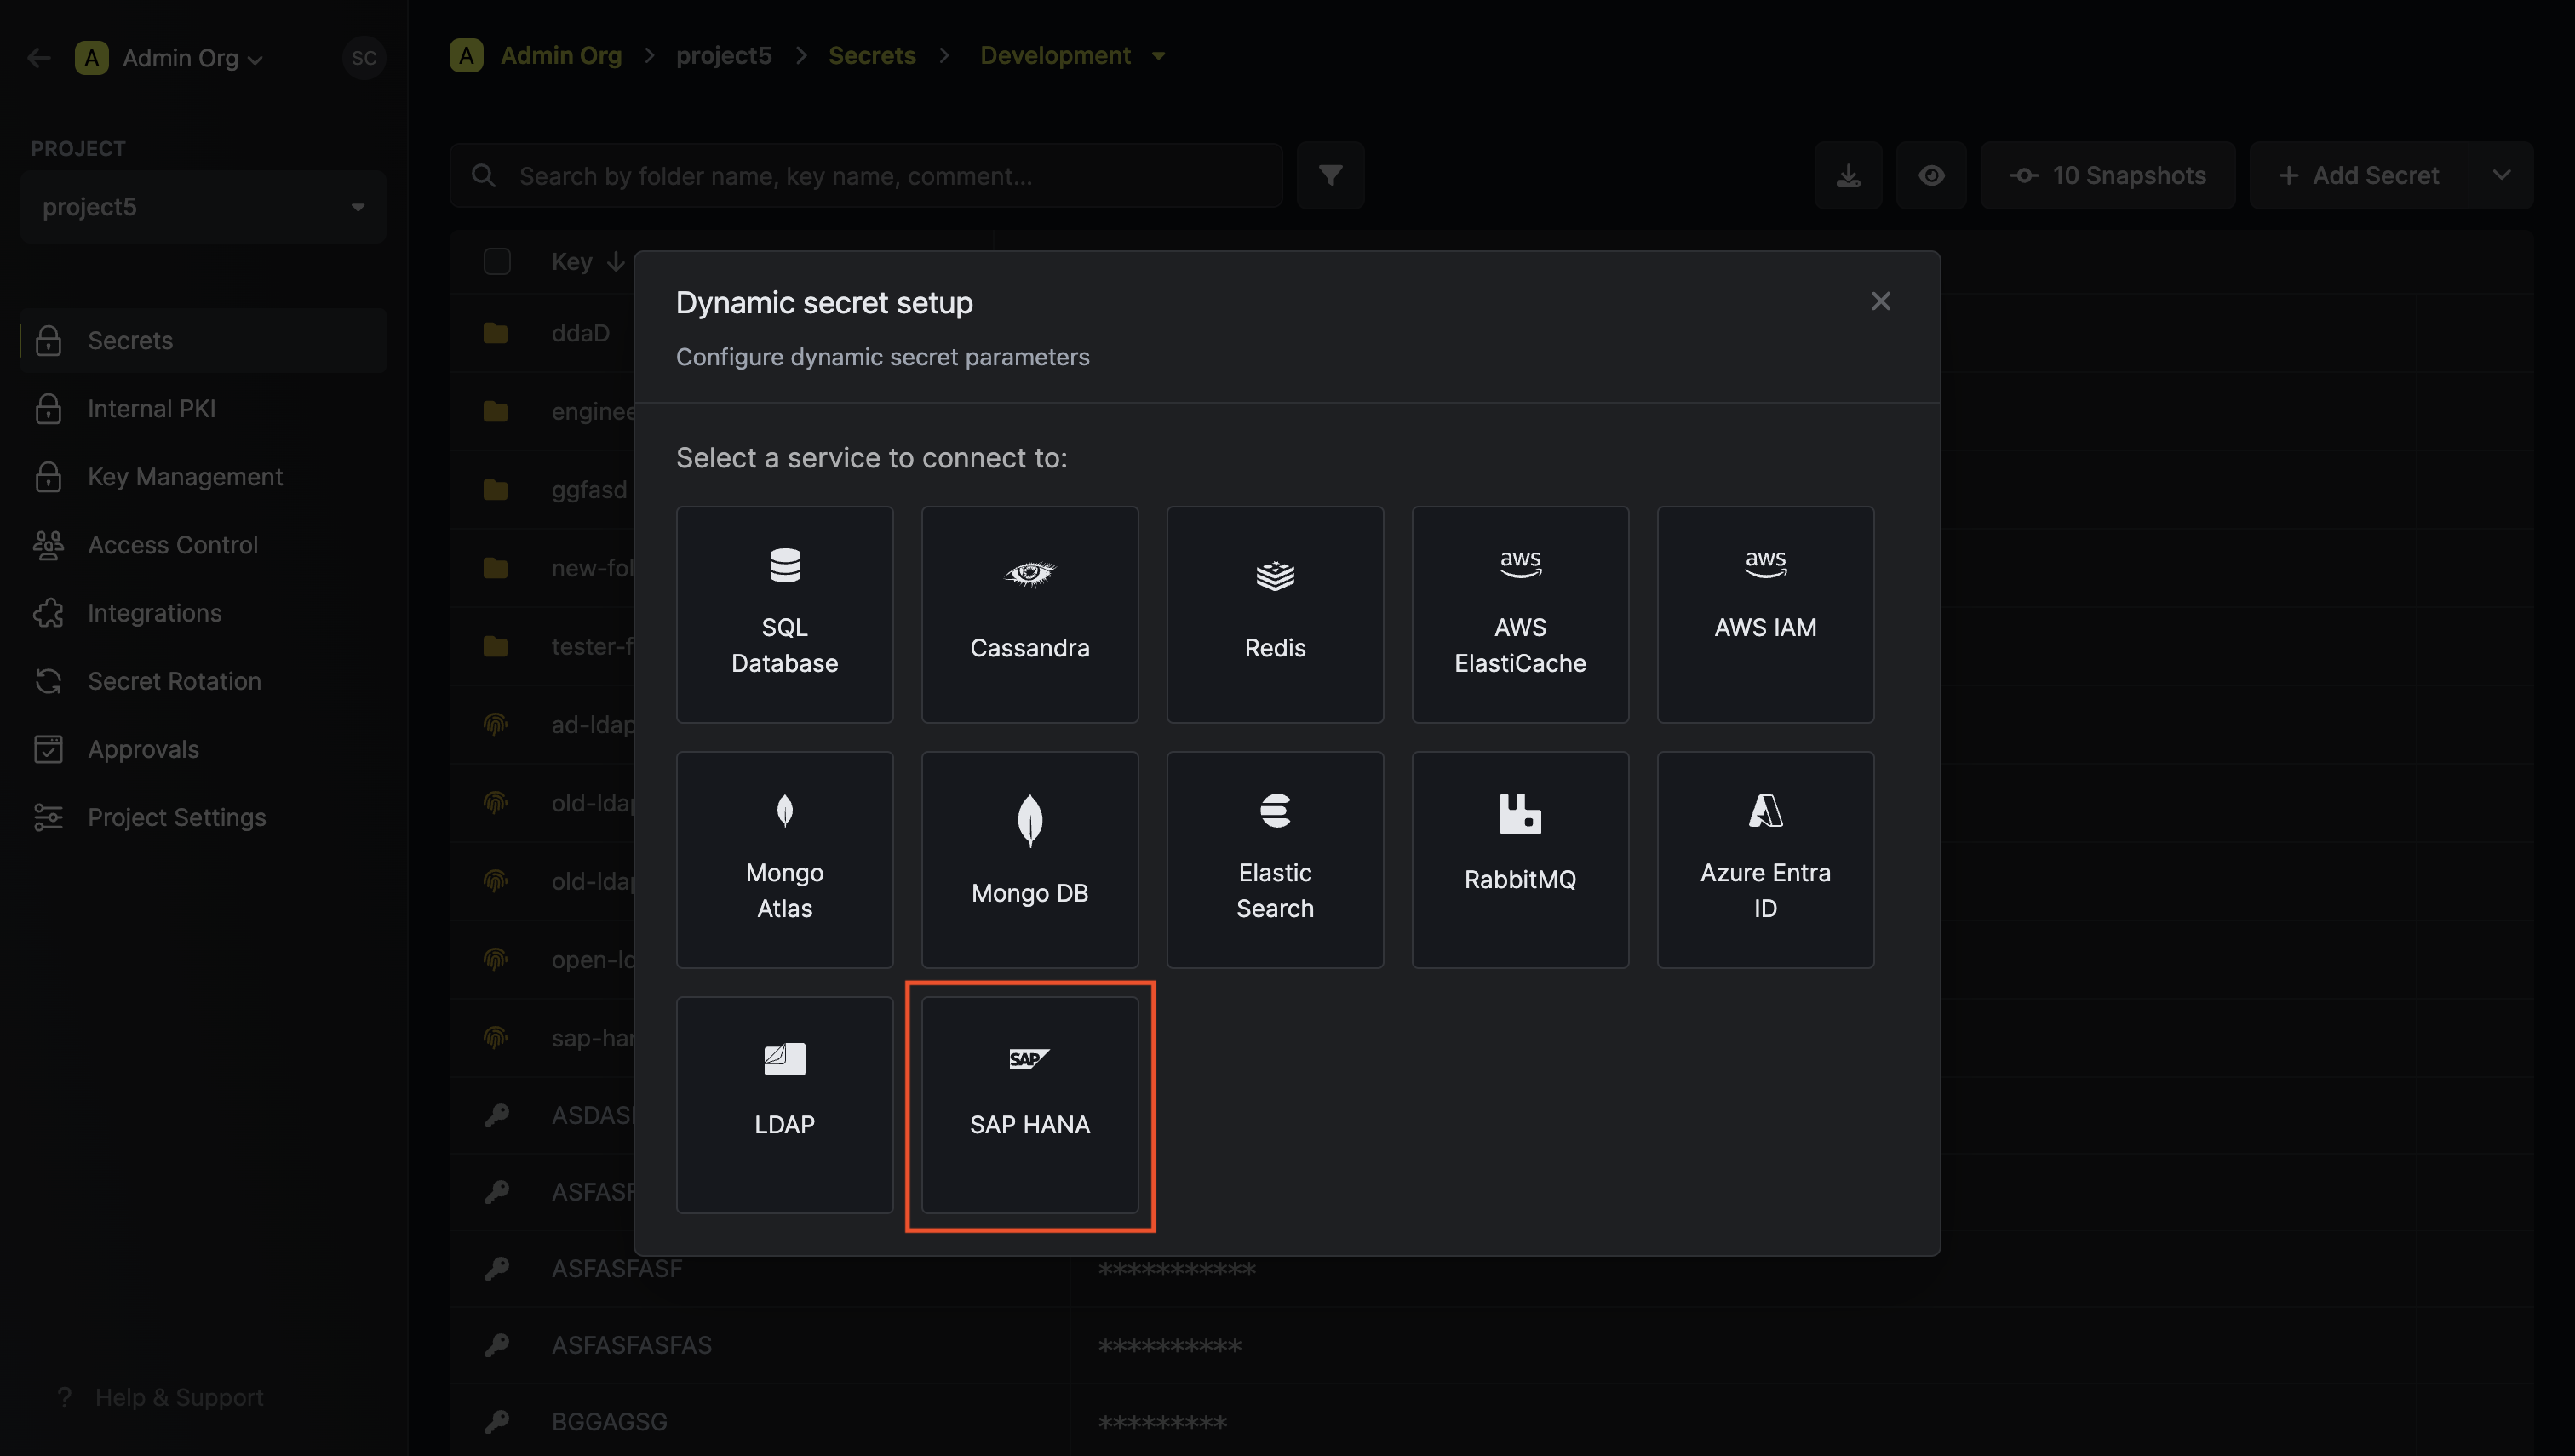 A Admin Org
SC
A Admin Org > project5 > Secrets > Development
PROJECT
project5
Search by folder name, key name, comment...
10 Snapshots
+ Add Secret
Secrets
Internal PKI
Key Management
Access Control
Integrations
Secret Rotation
Approvals
Project Settings
? Help & Support
Key
ddaD
enginee
ggfasd
new-fol
tester-f
ad-ldap
old-ldap
old-ldap
open-ld
sap-han
ASDAS
ASFASF
ASFASFASF ***********
ASFASFASFAS **********
BGGAGSG *********
Dynamic secret setup
Configure dynamic secret parameters
Select a service to connect to:
SQL
Database
Cassandra
Redis
aws
AWS
ElastiCache
aws
AWS IAM
Mongo
Atlas
Mongo DB
Elastic
Search
RabbitMQ
Azure Entra
ID
LDAP
SAP
SAP HANA